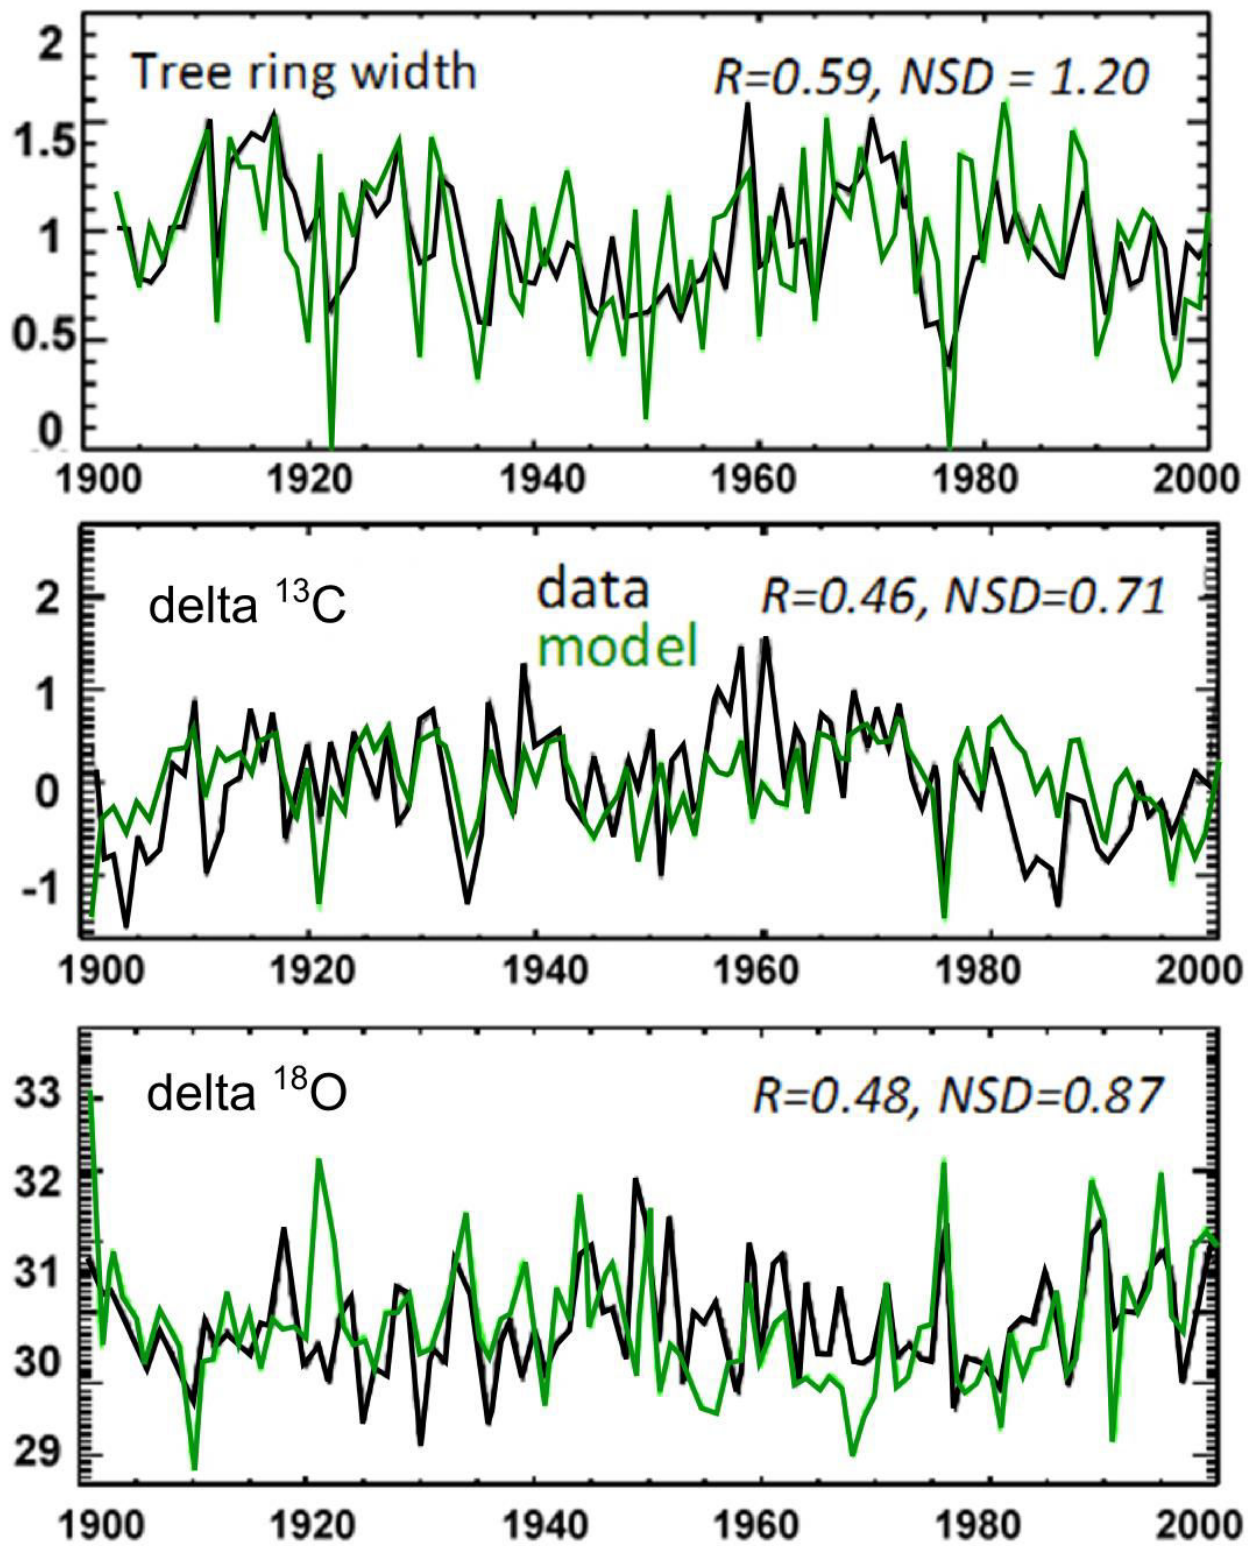 Tree ring width R=0.59, NSD = 1.20
2
1.5
1
0.5
0
1900 1920 1940 1960 1980 2000
delta ¹³C data R=0.46, NSD=0.71
model
2
1
0
-1
1900 1920 1940 1960 1980 2000
delta ¹⁸O R=0.48, NSD=0.87
33
32
31
30
29
1900 1920 1940 1960 1980 2000